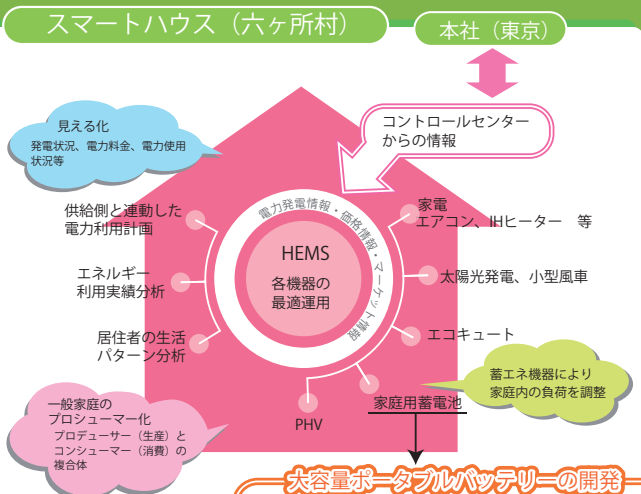 スマートハウス（六ヶ所村）
本社（東京）
見える化
発電状況、電力料金、電力使用
状況等
コントロールセンター
からの情報
供給側と連動した
電力利用計画
エネルギー
利用実績分析
居住者の生活
パターン分析
電力発電情報・価格情報・マーケット情報
HEMS
各機器の
最適運用
家電
エアコン、IHヒーター　等
太陽光発電、小型風車
エコキュート
蓄エネ機器により
家庭内の負荷を調整
家庭用蓄電池
PHV
一般家庭の
プロシューマー化
プロデューサー（生産）と
コンシューマー（消費）の
複合体
大容量ポータブルバッテリーの開発